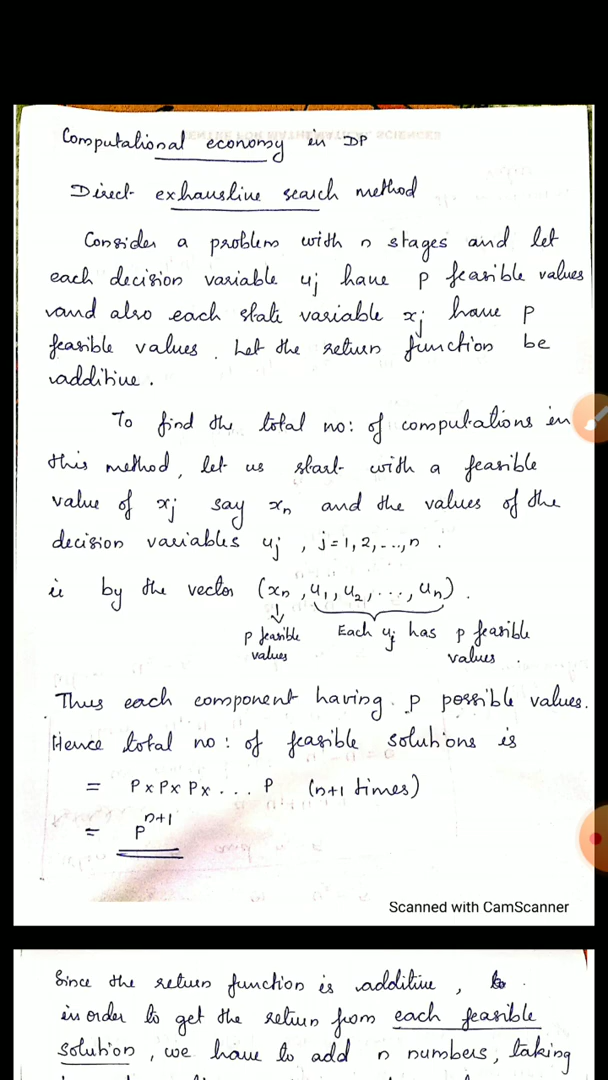 Computational economy in DP
Direct exhaustive search method
Consider a problem with n stages and let
each decision variable uj have p feasible values
and also each state variable xj have p
feasible values. Let the return function be
additive.
To find the total no: of computations in
this method, let us start with a feasible
value of xj say xn and the values of the
decision variables uj, j=1,2,...,n.
ie by the vector (xn, u1, u2, ..., un).
p feasible values
Each uj has p feasible values
Thus each component having p possible values.
Hence total no: of feasible solutions is
= P x P x P x ... P (n+1 times)
= P^n+1
Scanned with CamScanner
Since the return function is additive,
in order to get the return from each feasible
solution, we have to add n numbers, taking